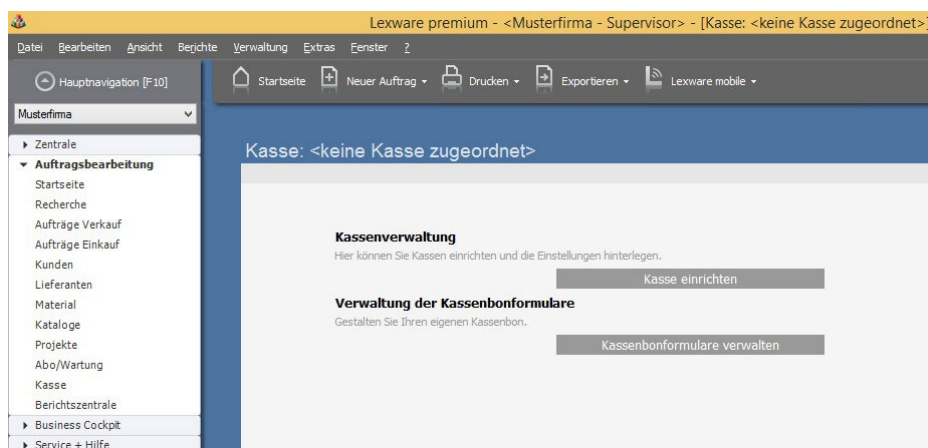 Lexware premium - <Musterfirma - Supervisor> - [Kasse: <keine Kasse zugeordnet>]
Datei Bearbeiten Ansicht Berichte Verwaltung Extras Fenster ?
Hauptnavigation [F10]
Startseite Neuer Auftrag Drucken Exportieren Lexware mobile
Musterfirma
Zentrale
Kasse: <keine Kasse zugeordnet>
Auftragsbearbeitung
Startseite
Recherche
Aufträge Verkauf
Aufträge Einkauf
Kunden
Lieferanten
Material
Kataloge
Projekte
Abo/Wartung
Kasse
Berichtszentrale
Business Cockpit
Service + Hilfe
Kassenverwaltung
Hier können Sie Kassen einrichten und die Einstellungen hinterlegen.
Kasse einrichten
Verwaltung der Kassenbonformulare
Gestalten Sie Ihren eigenen Kassenbon.
Kassenbonformulare verwalten